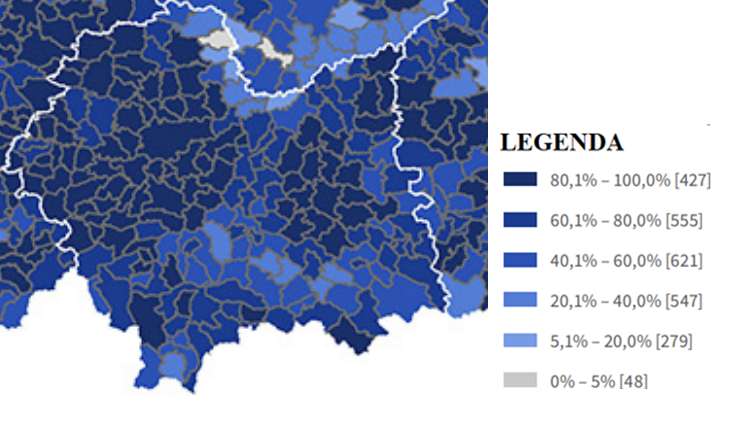 LEGENDA
80,1% – 100,0% [427]
60,1% – 80,0% [555]
40,1% – 60,0% [621]
20,1% – 40,0% [547]
5,1% – 20,0% [279]
0% – 5% [48]